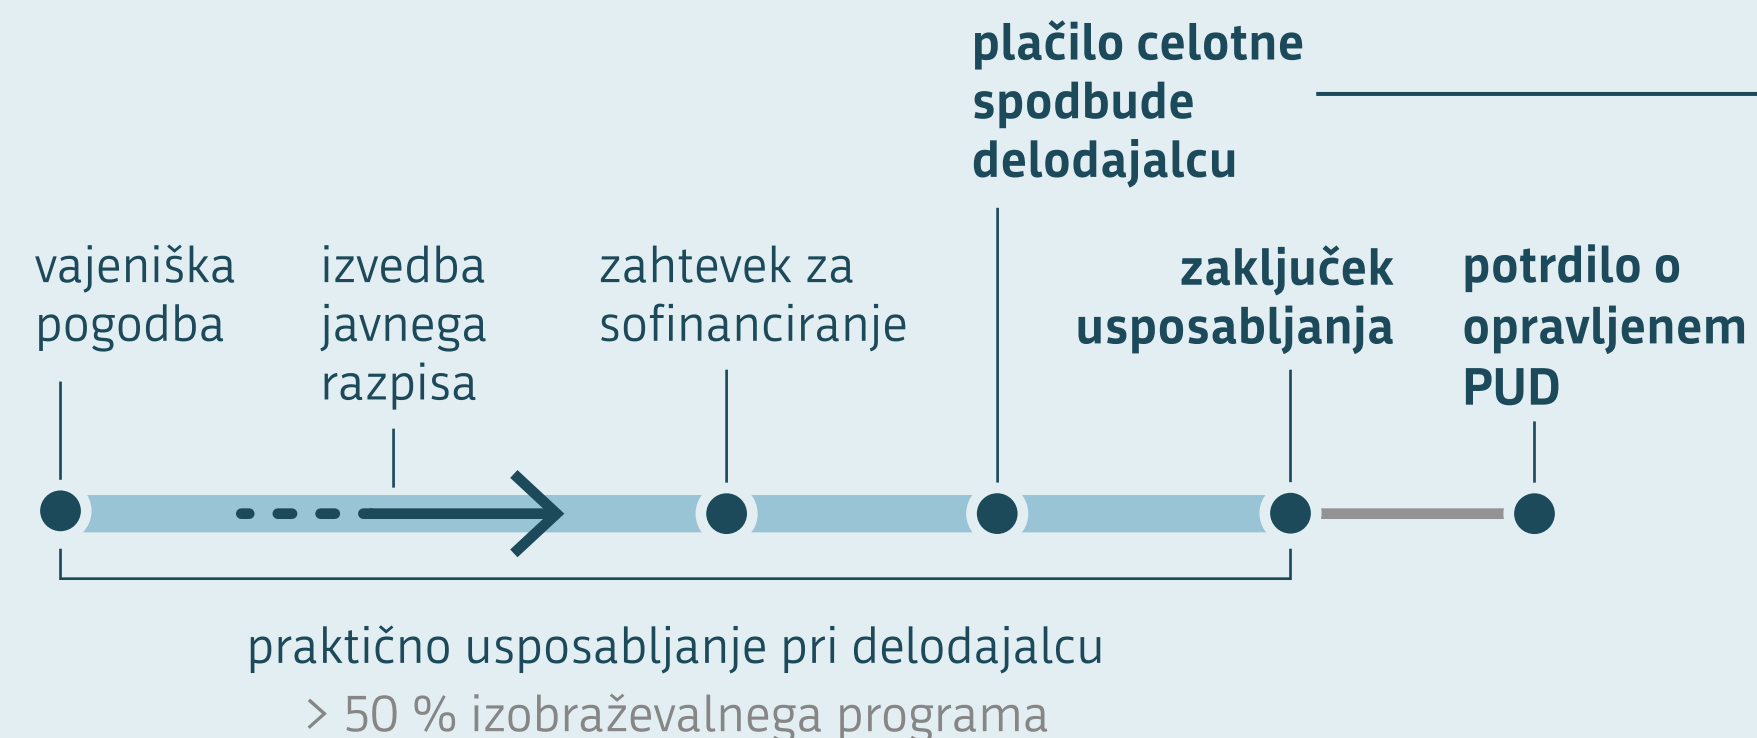 plačilo celotne
spodbude
delodajalcu
vajeniška
pogodba
izvedba
javnega
razpisa
zahtevek za
sofinanciranje
zaključek
usposabljanja
potrdilo o
opravljenem
PUD
praktično usposabljanje pri delodajalcu
> 50 % izobraževalnega programa